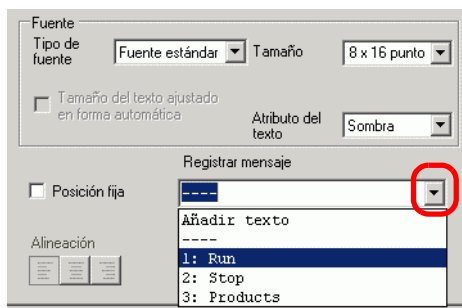 Fuente
Tipo de fuente Fuente estándar Tamaño 8 x 16 punto
Tamaño del texto ajustado
en forma automática
Atributo del texto Sombra
Registrar mensaje
Posición fija ----
Añadir texto
----
Alineación
1: Run
2: Stop
3: Products